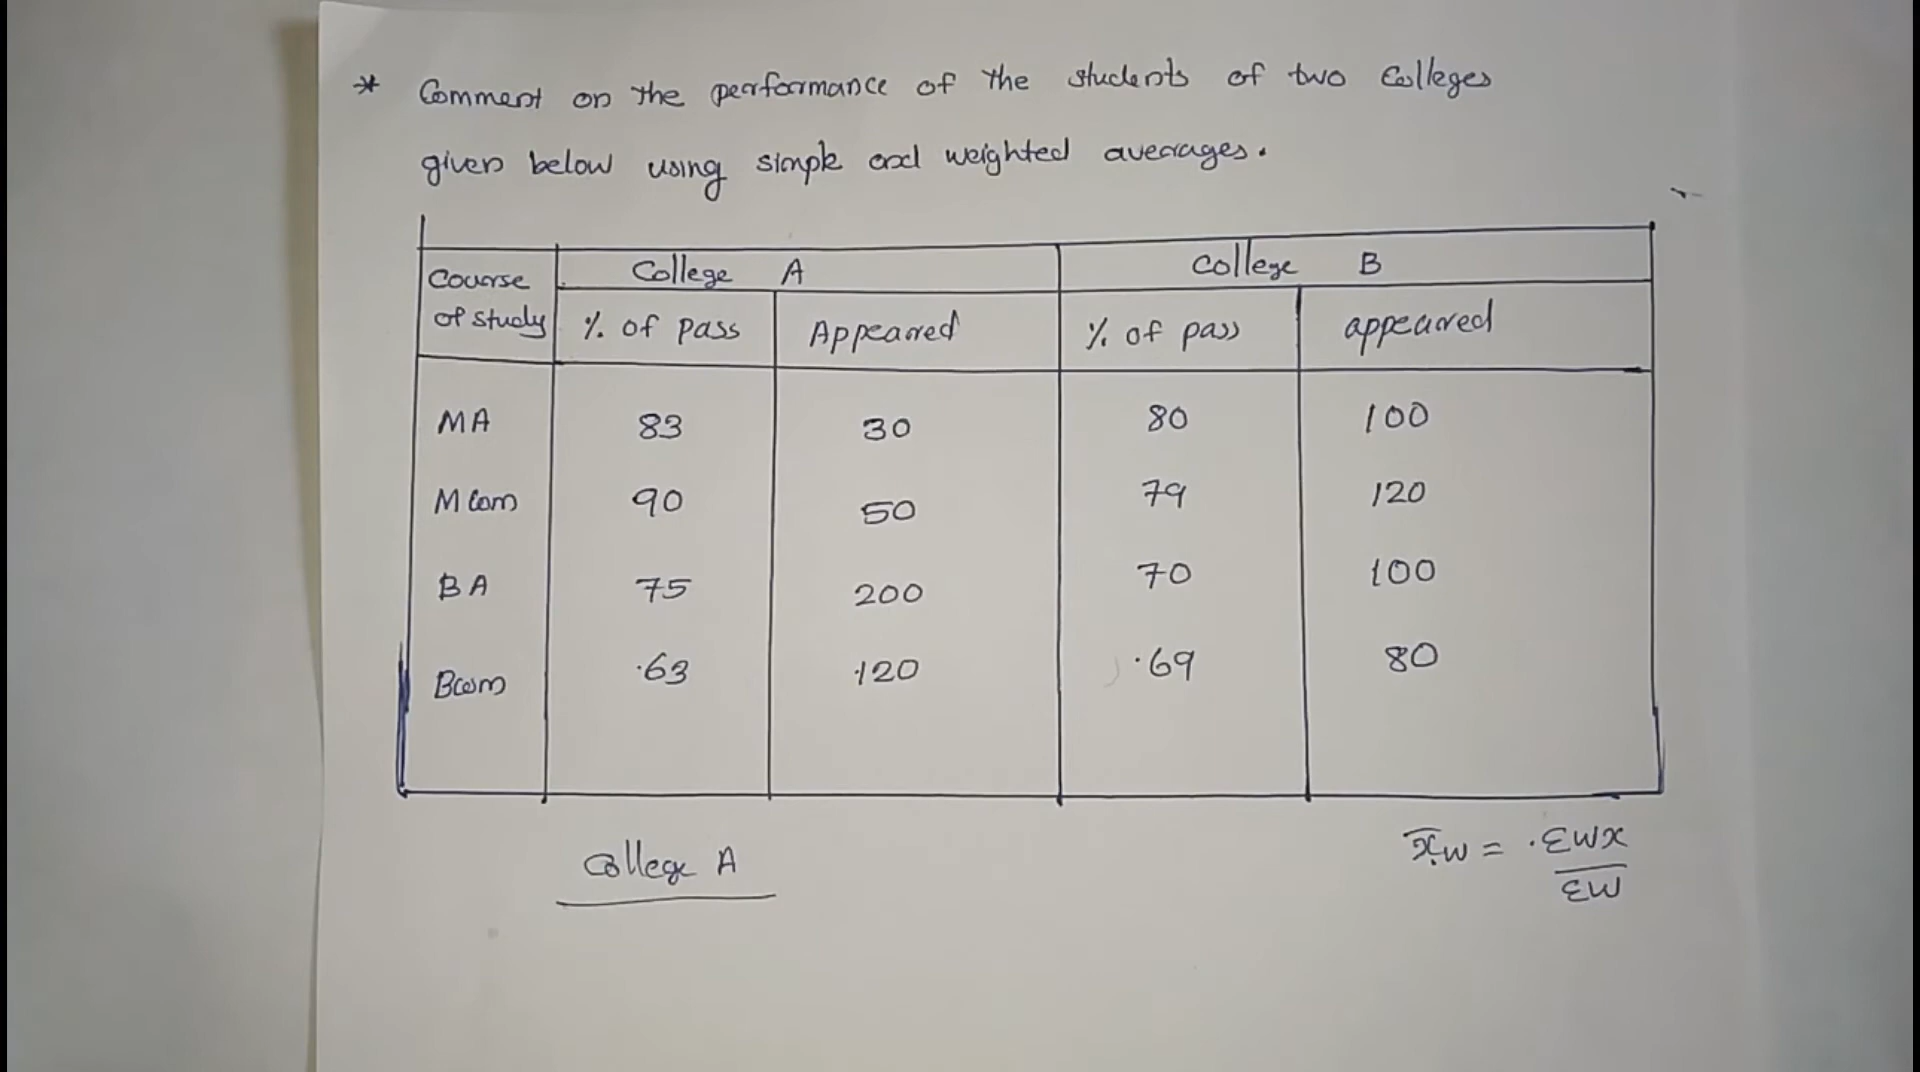 * Comment on the performance of the students of two Colleges
given below using simple and weighted averages.
Course of study College A College B
% of pass Appeared % of pass appeared
MA 83 30 80 100
M Com 90 50 79 120
BA 75 200 70 100
Bcom 63 120 69 80
College A
x̄w = ΣWX
ΣW